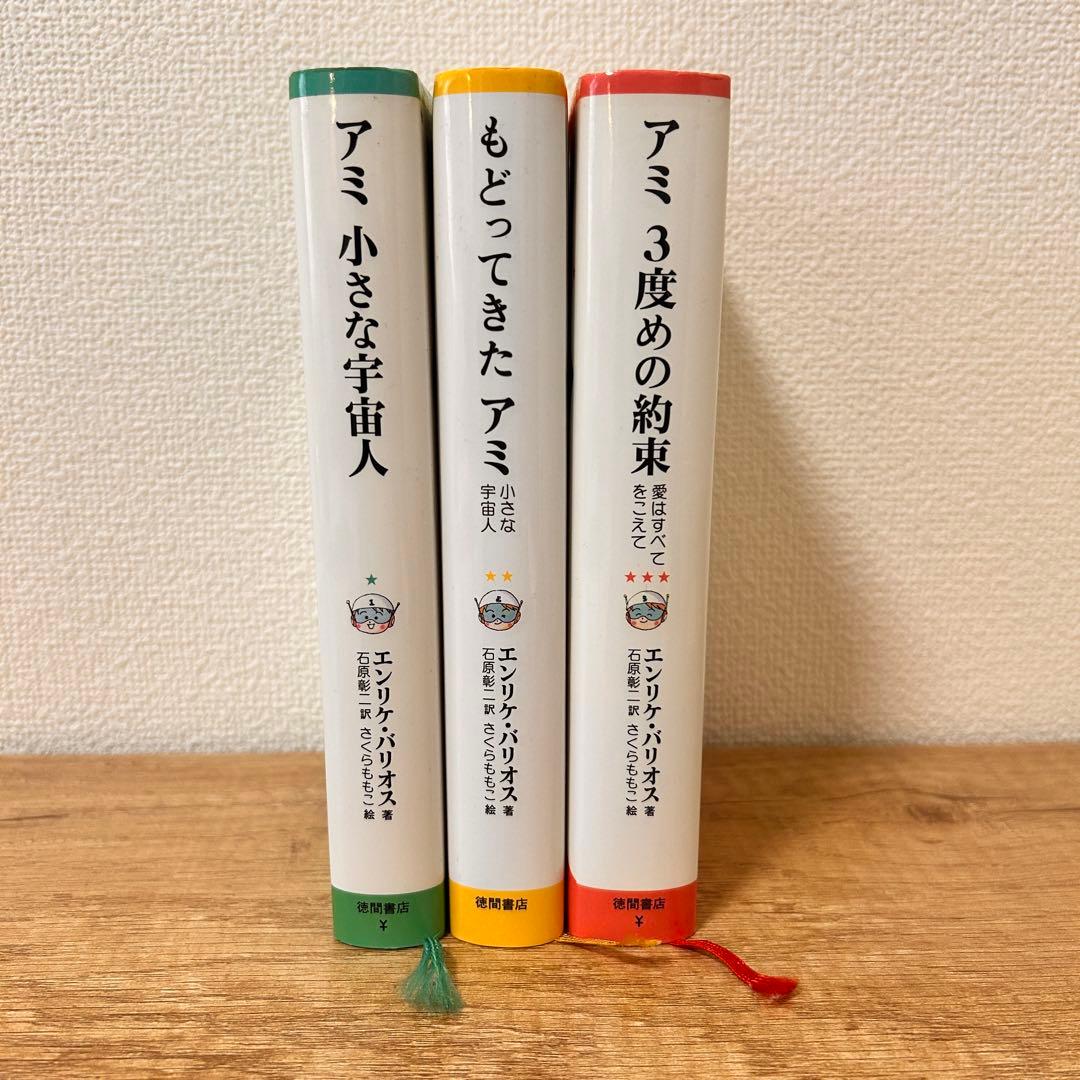 アミ 小さな宇宙人
1
エンリケ・バリオス 著
石原彰二 訳 さくらももこ 絵
徳間書店
¥
もどってきた アミ
小さな
宇宙人
2
エンリケ・バリオス 著
石原彰二 訳 さくらももこ 絵
徳間書店
アミ 3度めの約束
愛はすべて
をこえて
3
エンリケ・バリオス 著
石原彰二 訳 さくらももこ 絵
徳間書店
¥